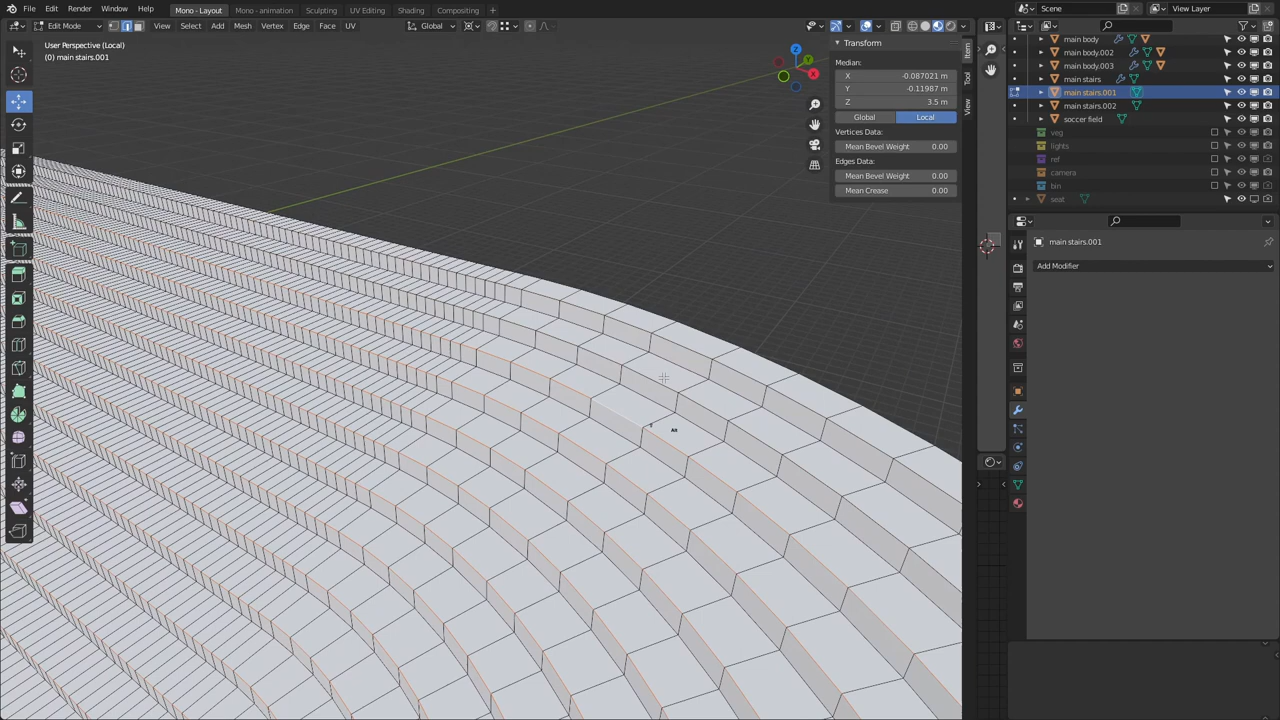 File Edit Render Window Help Mono - Layout Mono - animation Sculpting UV Editing Shading Compositing + Scene View Layer
Edit Mode View Select Add Mesh Vertex Edge Face UV Global
User Perspective (Local)
(0) main stairs.001
Transform
Median:
X -0.087021 m
Y -0.11987 m
Z 3.5 m
Global Local
Vertices Data:
Mean Bevel Weight 0.00
Edges Data:
Mean Bevel Weight 0.00
Mean Crease 0.00
Item
Tool
View
main body
main body.002
main body.003
main stairs
main stairs.001
main stairs.002
soccer field
veg
lights
ref
camera
bin
seat
main stairs.001
Add Modifier